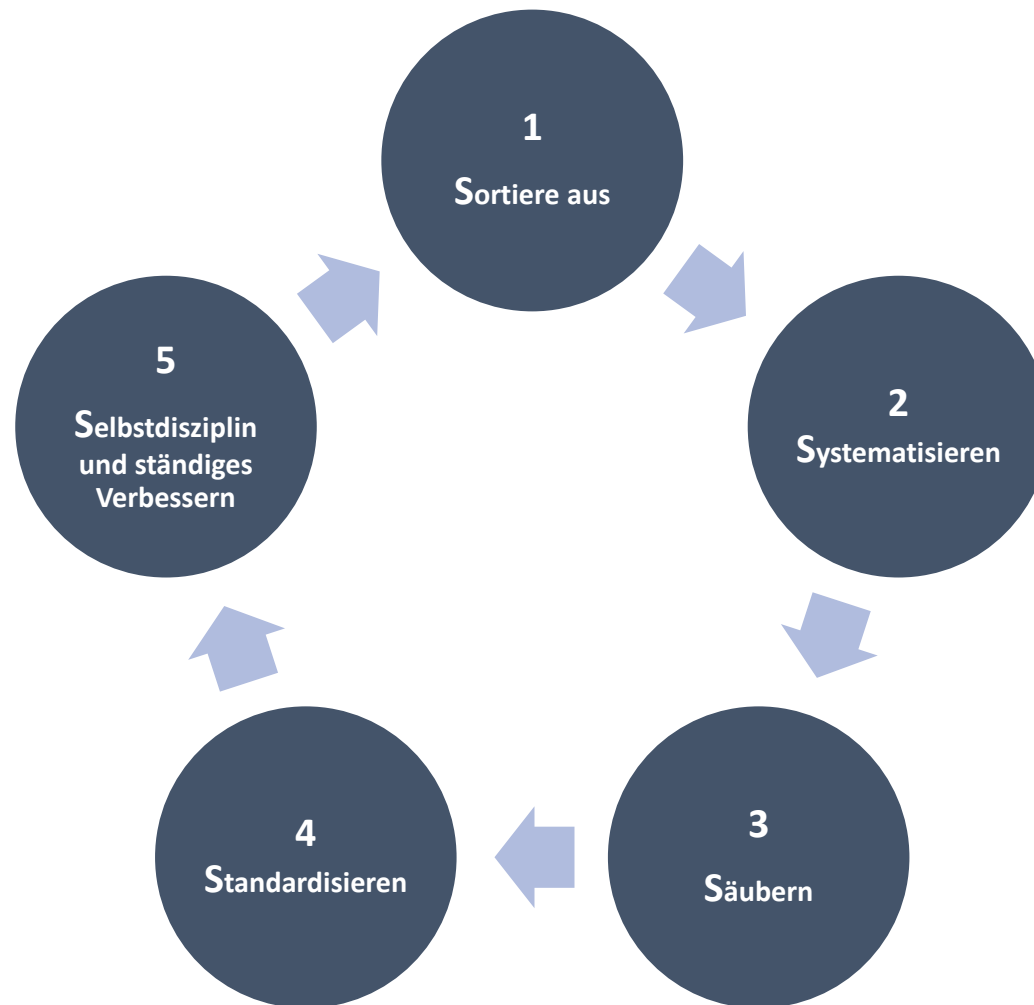 1
Sortiere aus
2
Systematisieren
3
Säubern
4
Standardisieren
5
Selbstdisziplin
und ständiges
Verbessern